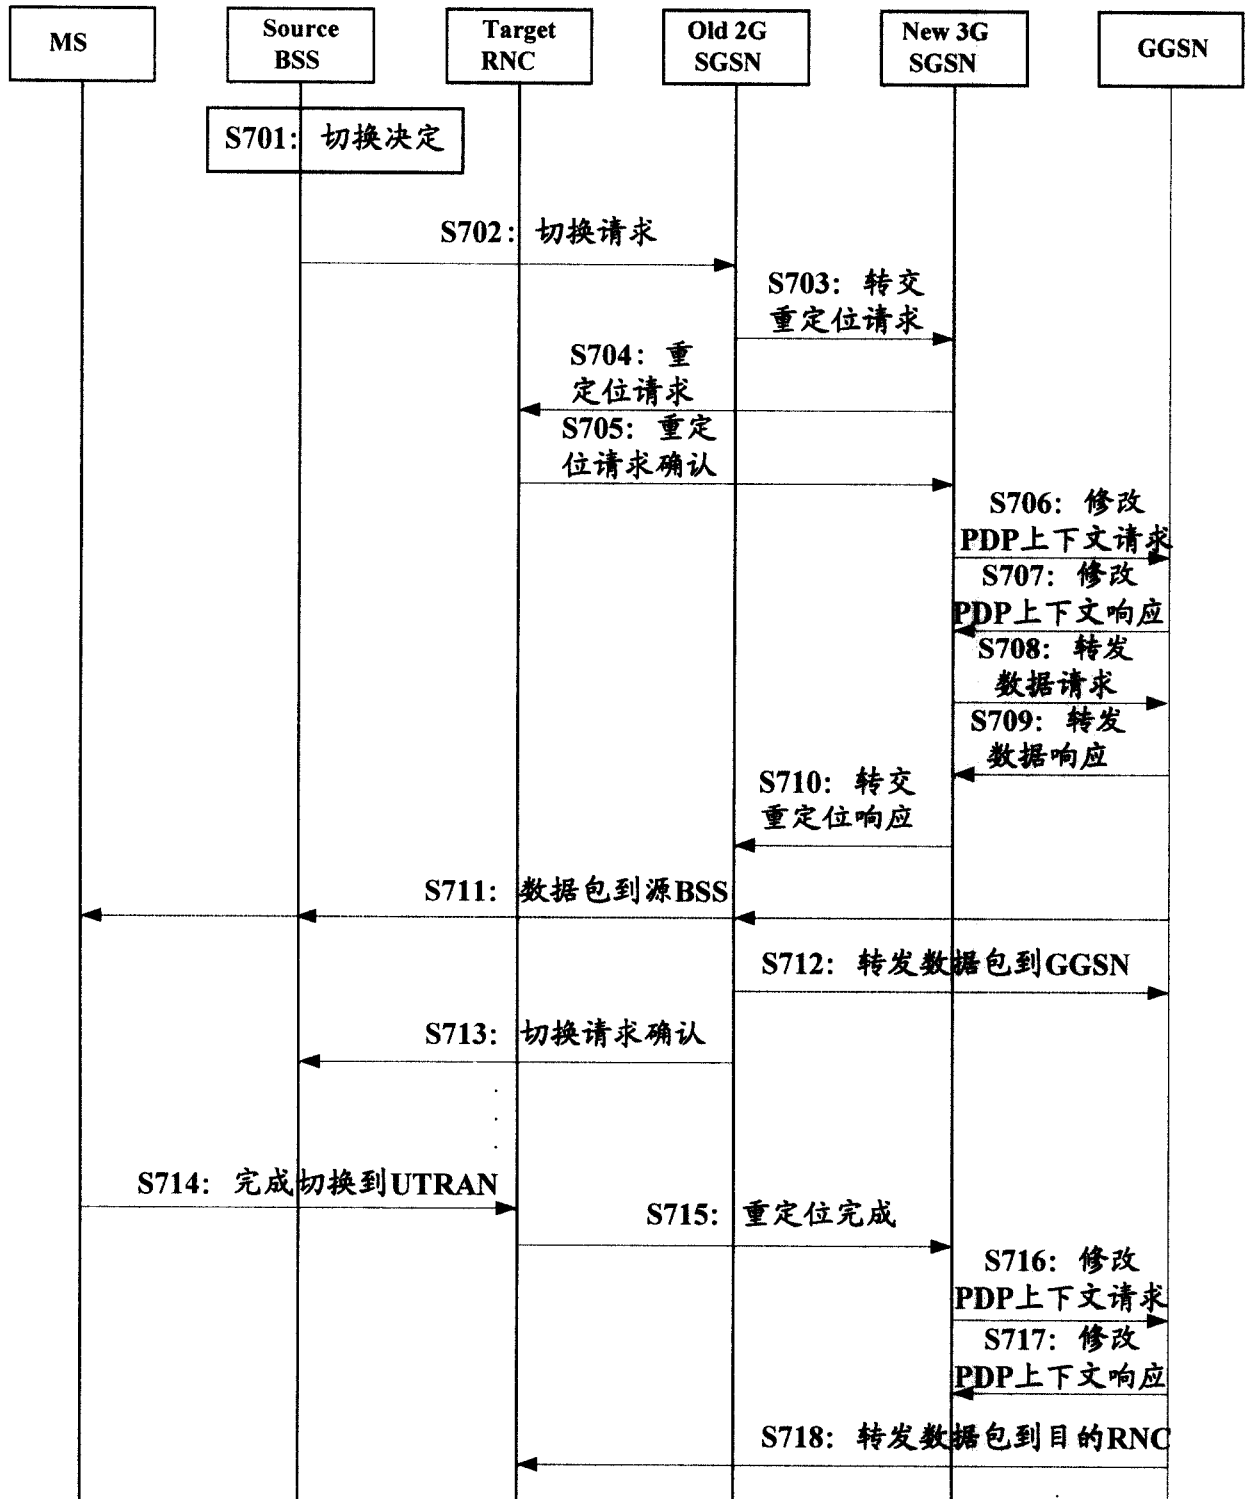 MS
Source
BSS
Target
RNC
Old 2G
SGSN
New 3G
SGSN
GGSN
S701: 切换决定
S702: 切换请求
S703: 转交
重定位请求
S704: 重
定位请求
S705: 重定
位请求确认
S706: 修改
PDP上下文请求
S707: 修改
PDP上下文响应
S708: 转发
数据请求
S709: 转发
数据响应
S710: 转交
重定位响应
S711: 数据包到源BSS
S712: 转发数据包到GGSN
S713: 切换请求确认
S714: 完成切换到UTRAN
S715: 重定位完成
S716: 修改
PDP上下文请求
S717: 修改
PDP上下文响应
S718: 转发数据包到目的RNC